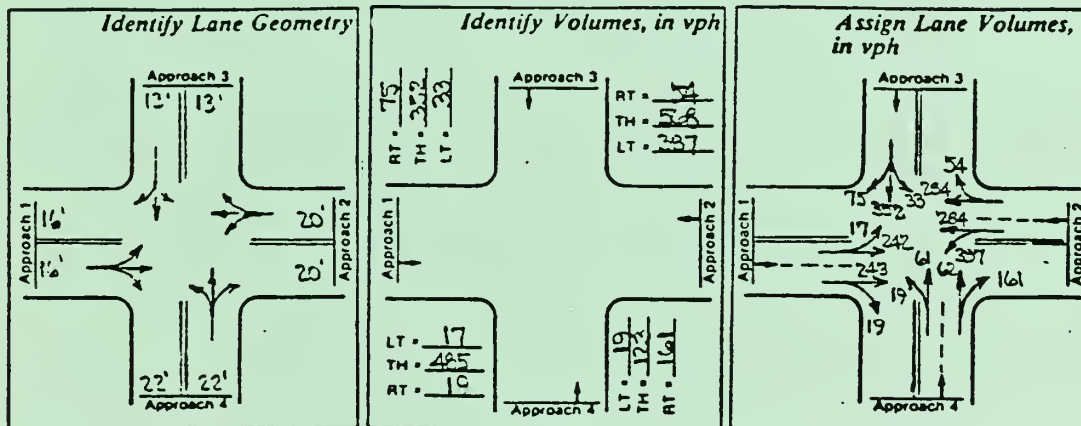 Identify Lane Geometry
Approach 3
13' 13'
Approach 1
16'
16'
Approach 2
20'
20'
22' 22'
Approach 4
Identify Volumes, in vph
Approach 3
RT = 75
TH = 352
LT = 33
RT = 54
TH = 568
LT = 337
Approach 1
Approach 2
LT = 17
TH = 485
RT = 19
LT = 19
TH = 123
RT = 161
Approach 4
Assign Lane Volumes,
in vph
Approach 3
54
75 352 33 284
Approach 1
17 242
284
Approach 2
243 61 62 337
19 161
19
Approach 4